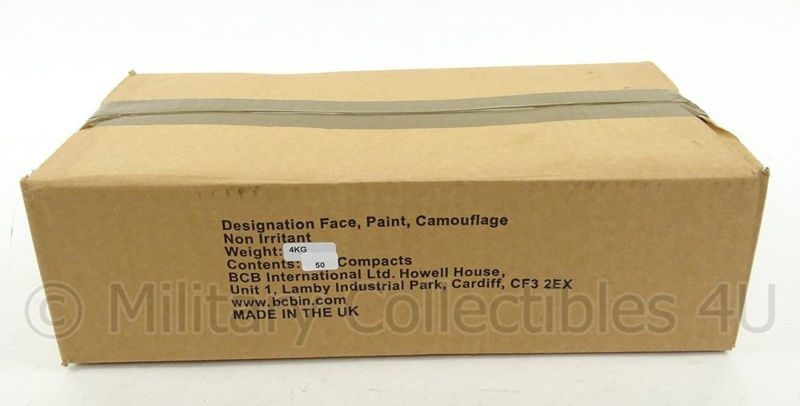 Designation Face, Paint, Camouflage
Non Irritant
Weight: 4KG
Contents: 50 Compacts
BCB International Ltd. Howell House,
Unit 1, Lamby Industrial Park, Cardiff, CF3 2EX
www.bcbin.com
MADE IN THE UK
© Military Collectibles 4U